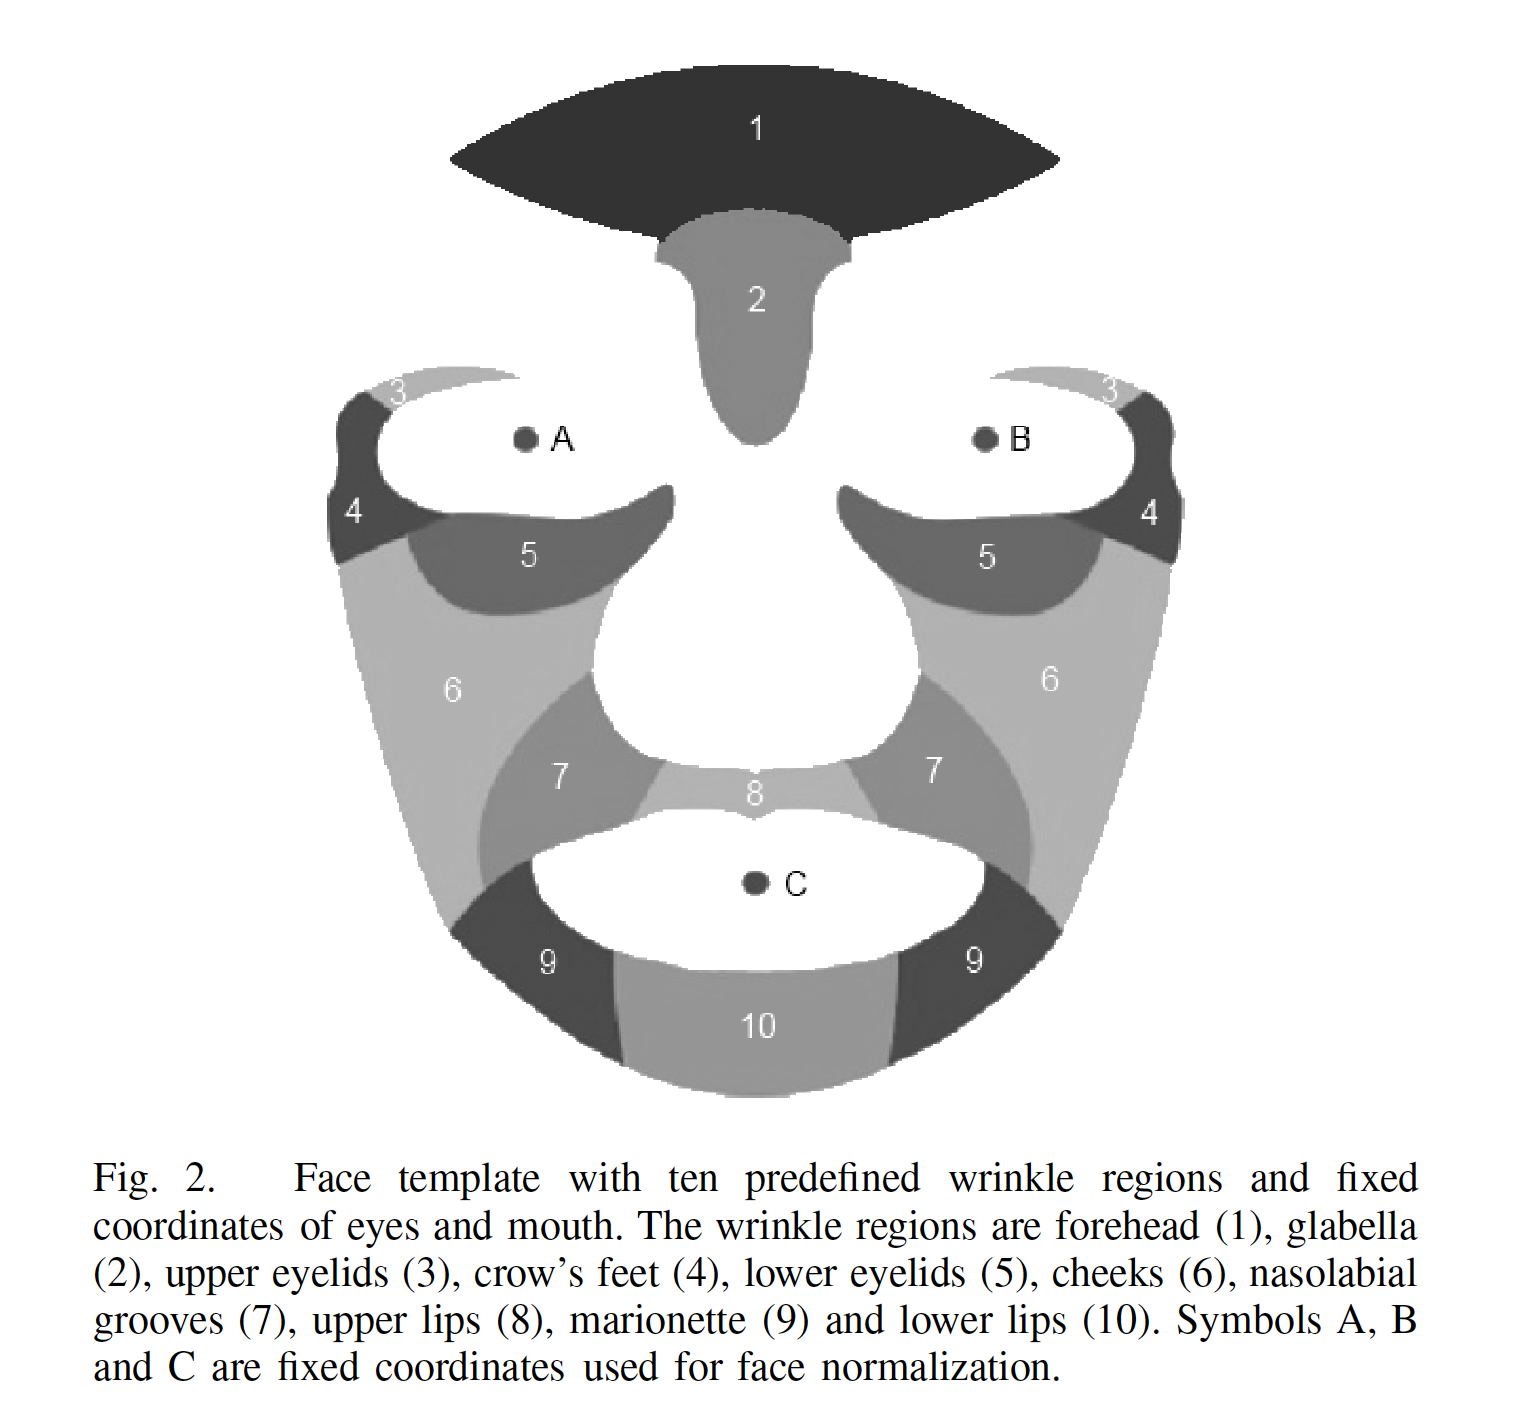 1
2
3 3
A B
4 4
5 5
6 6
7 7
8
C
9 9
10
Fig. 2. Face template with ten predefined wrinkle regions and fixed
coordinates of eyes and mouth. The wrinkle regions are forehead (1), glabella
(2), upper eyelids (3), crow's feet (4), lower eyelids (5), cheeks (6), nasolabial
grooves (7), upper lips (8), marionette (9) and lower lips (10). Symbols A, B
and C are fixed coordinates used for face normalization.